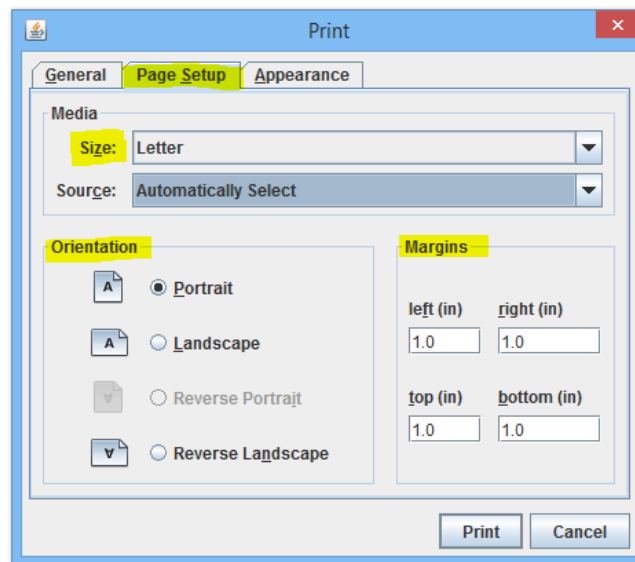 Print
General Page Setup Appearance
Media
Size: Letter
Source: Automatically Select
Orientation
A Portrait
A Landscape
A Reverse Portrait
A Reverse Landscape
Margins
left (in) right (in)
1.0 1.0
top (in) bottom (in)
1.0 1.0
Print Cancel